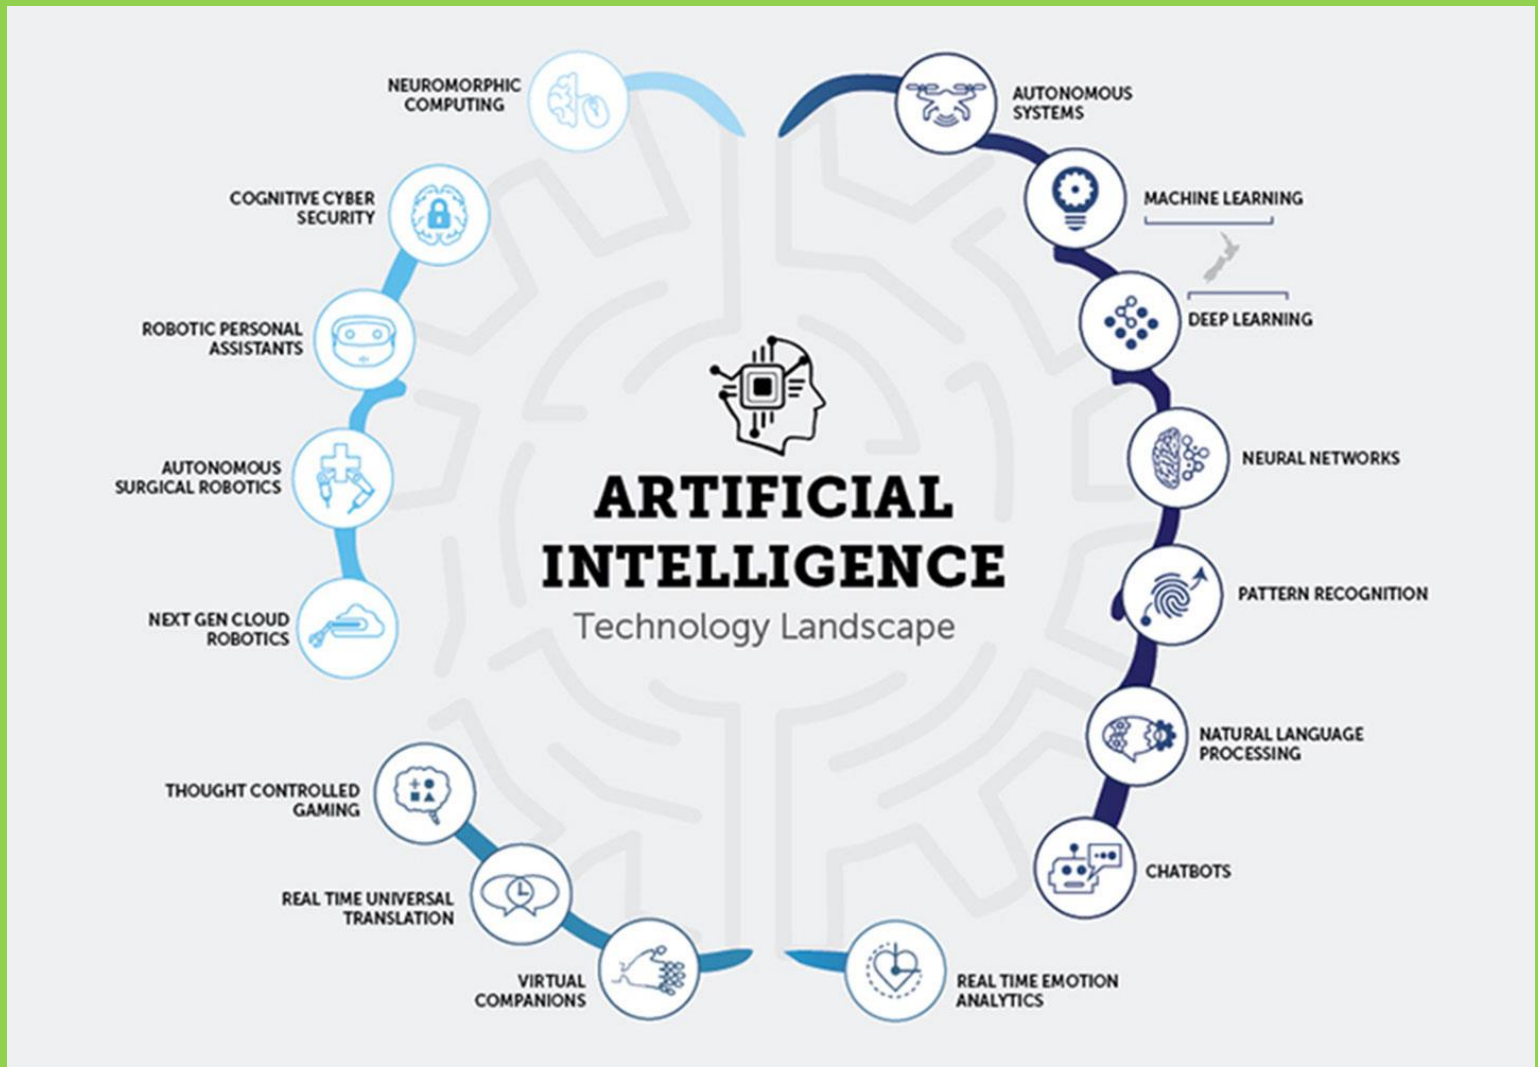 ARTIFICIAL
INTELLIGENCE
Technology Landscape
NEUROMORPHIC
COMPUTING
COGNITIVE CYBER
SECURITY
ROBOTIC PERSONAL
ASSISTANTS
AUTONOMOUS
SURGICAL ROBOTICS
NEXT GEN CLOUD
ROBOTICS
THOUGHT CONTROLLED
GAMING
REAL TIME UNIVERSAL
TRANSLATION
VIRTUAL
COMPANIONS
AUTONOMOUS
SYSTEMS
MACHINE LEARNING
DEEP LEARNING
NEURAL NETWORKS
PATTERN RECOGNITION
NATURAL LANGUAGE
PROCESSING
CHATBOTS
REAL TIME EMOTION
ANALYTICS